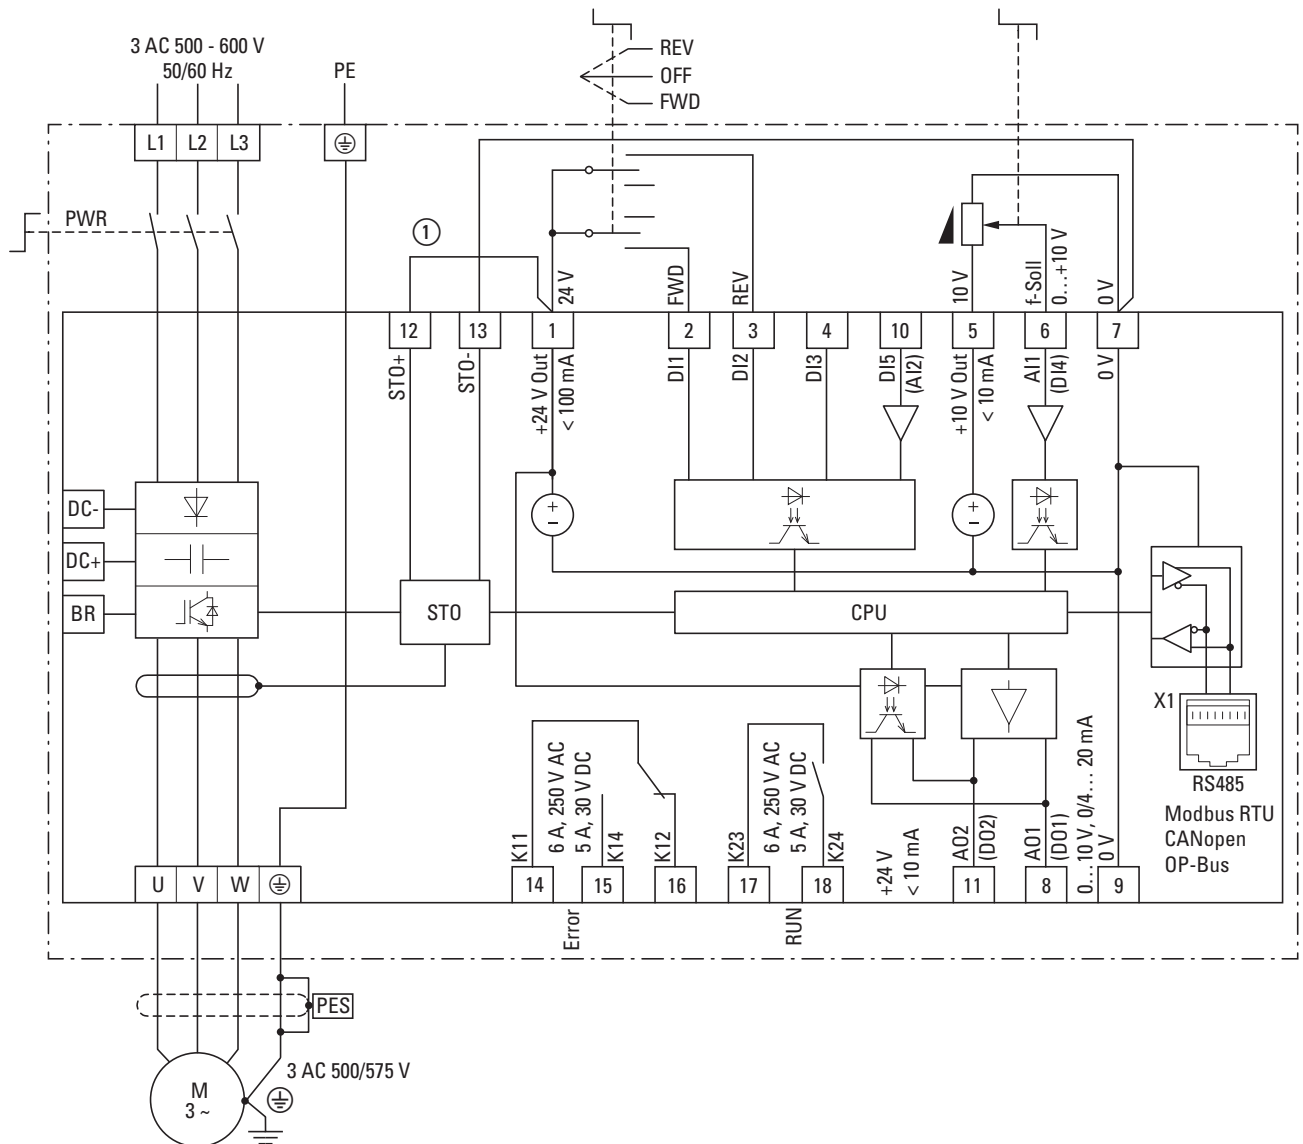 3 AC 500 - 600 V
50/60 Hz
PE
REV
OFF
FWD
L1
L2
L3
PWR
1
24 V
FWD
REV
10 V
f-Soll
0…+10 V
0 V
12
13
1
2
3
4
10
5
6
7
STO+
STO-
+24 V Out
< 100 mA
DI1
DI2
DI3
DI5
(AI2)
+10 V Out
< 10 mA
AI1
(DI4)
0 V
DC-
DC+
BR
+
-
+
-
STO
CPU
X1
RS485
Modbus RTU
CANopen
OP-Bus
K11
6 A, 250 V AC
5 A, 30 V DC
K14
K12
K23
6 A, 250 V AC
5 A, 30 V DC
K24
+24 V
< 10 mA
AO2
(DO2)
AO1
(DO1)
0…10 V, 0/4… 20 mA
0 V
U
V
W
14
15
16
17
18
11
8
9
Error
RUN
PES
3 AC 500/575 V
M
3 ~